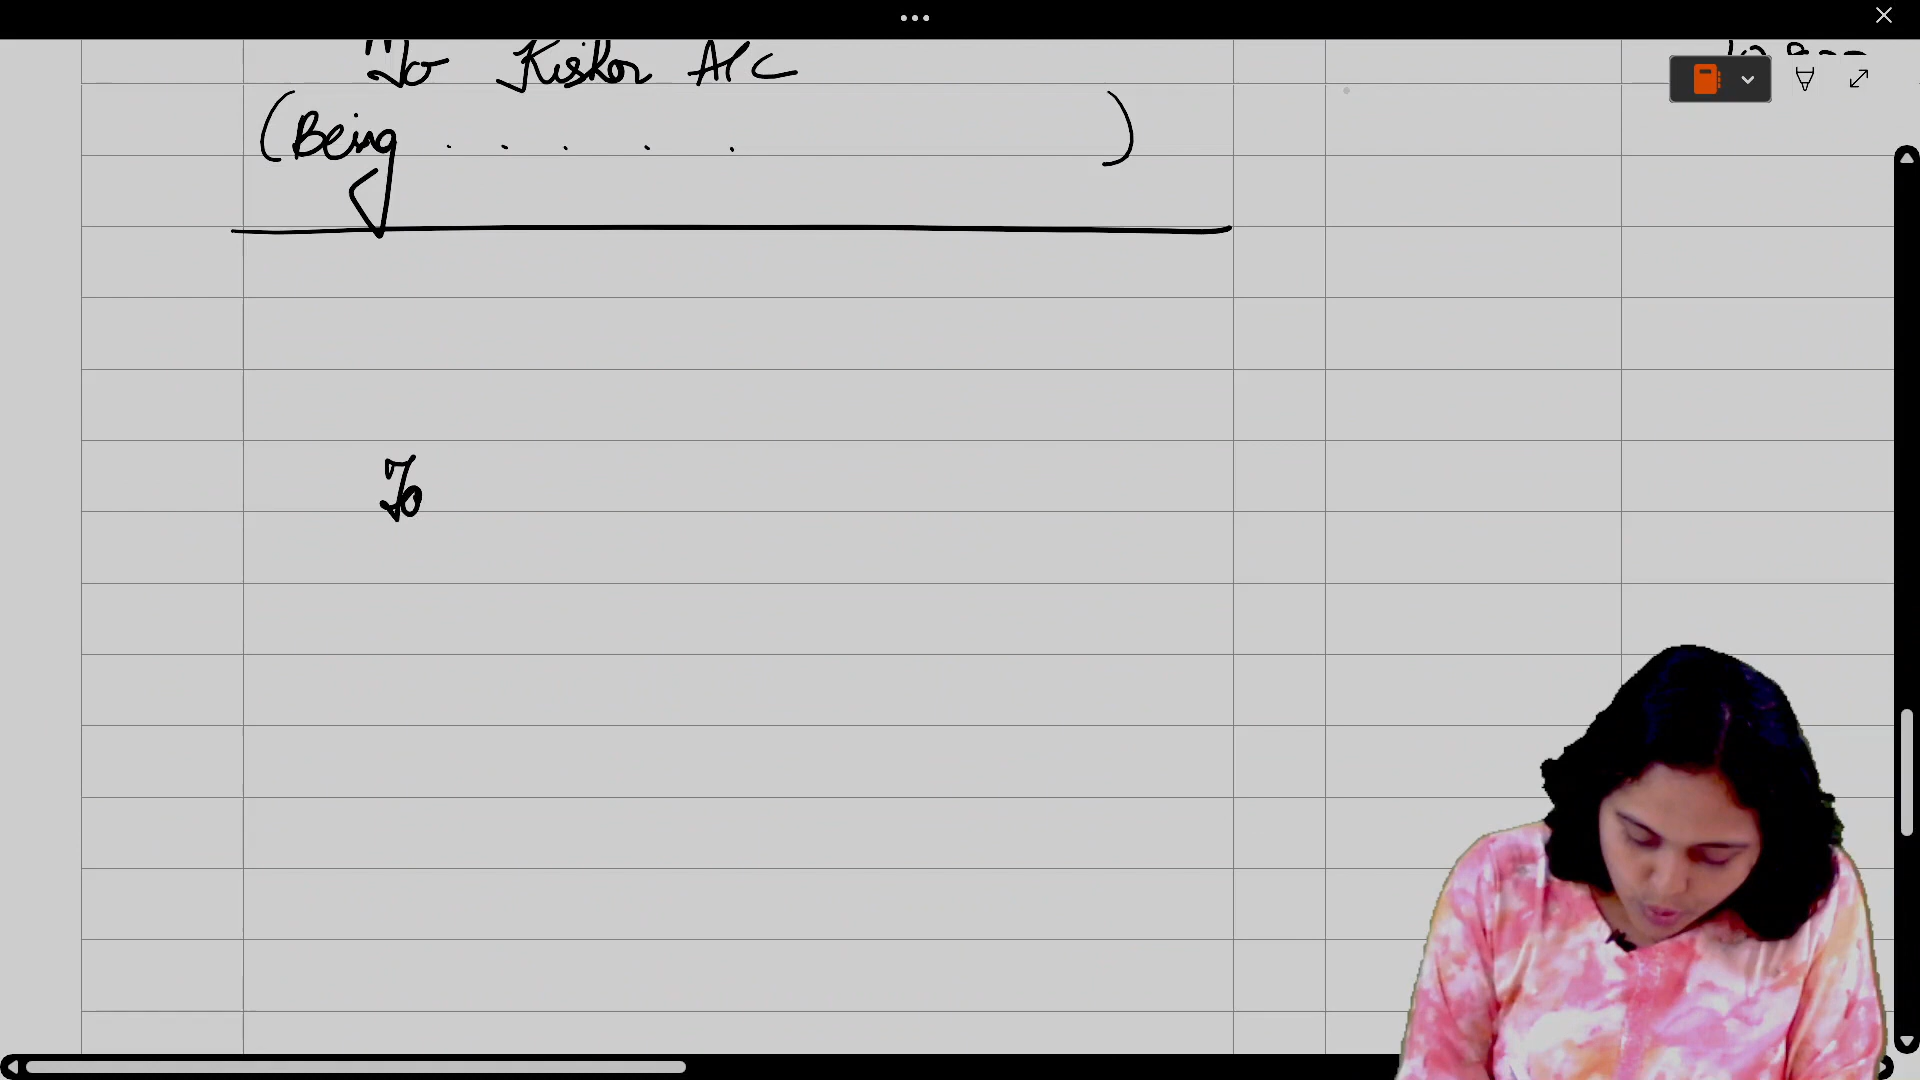 To Kishor A/C
(Being . . . . . )
To